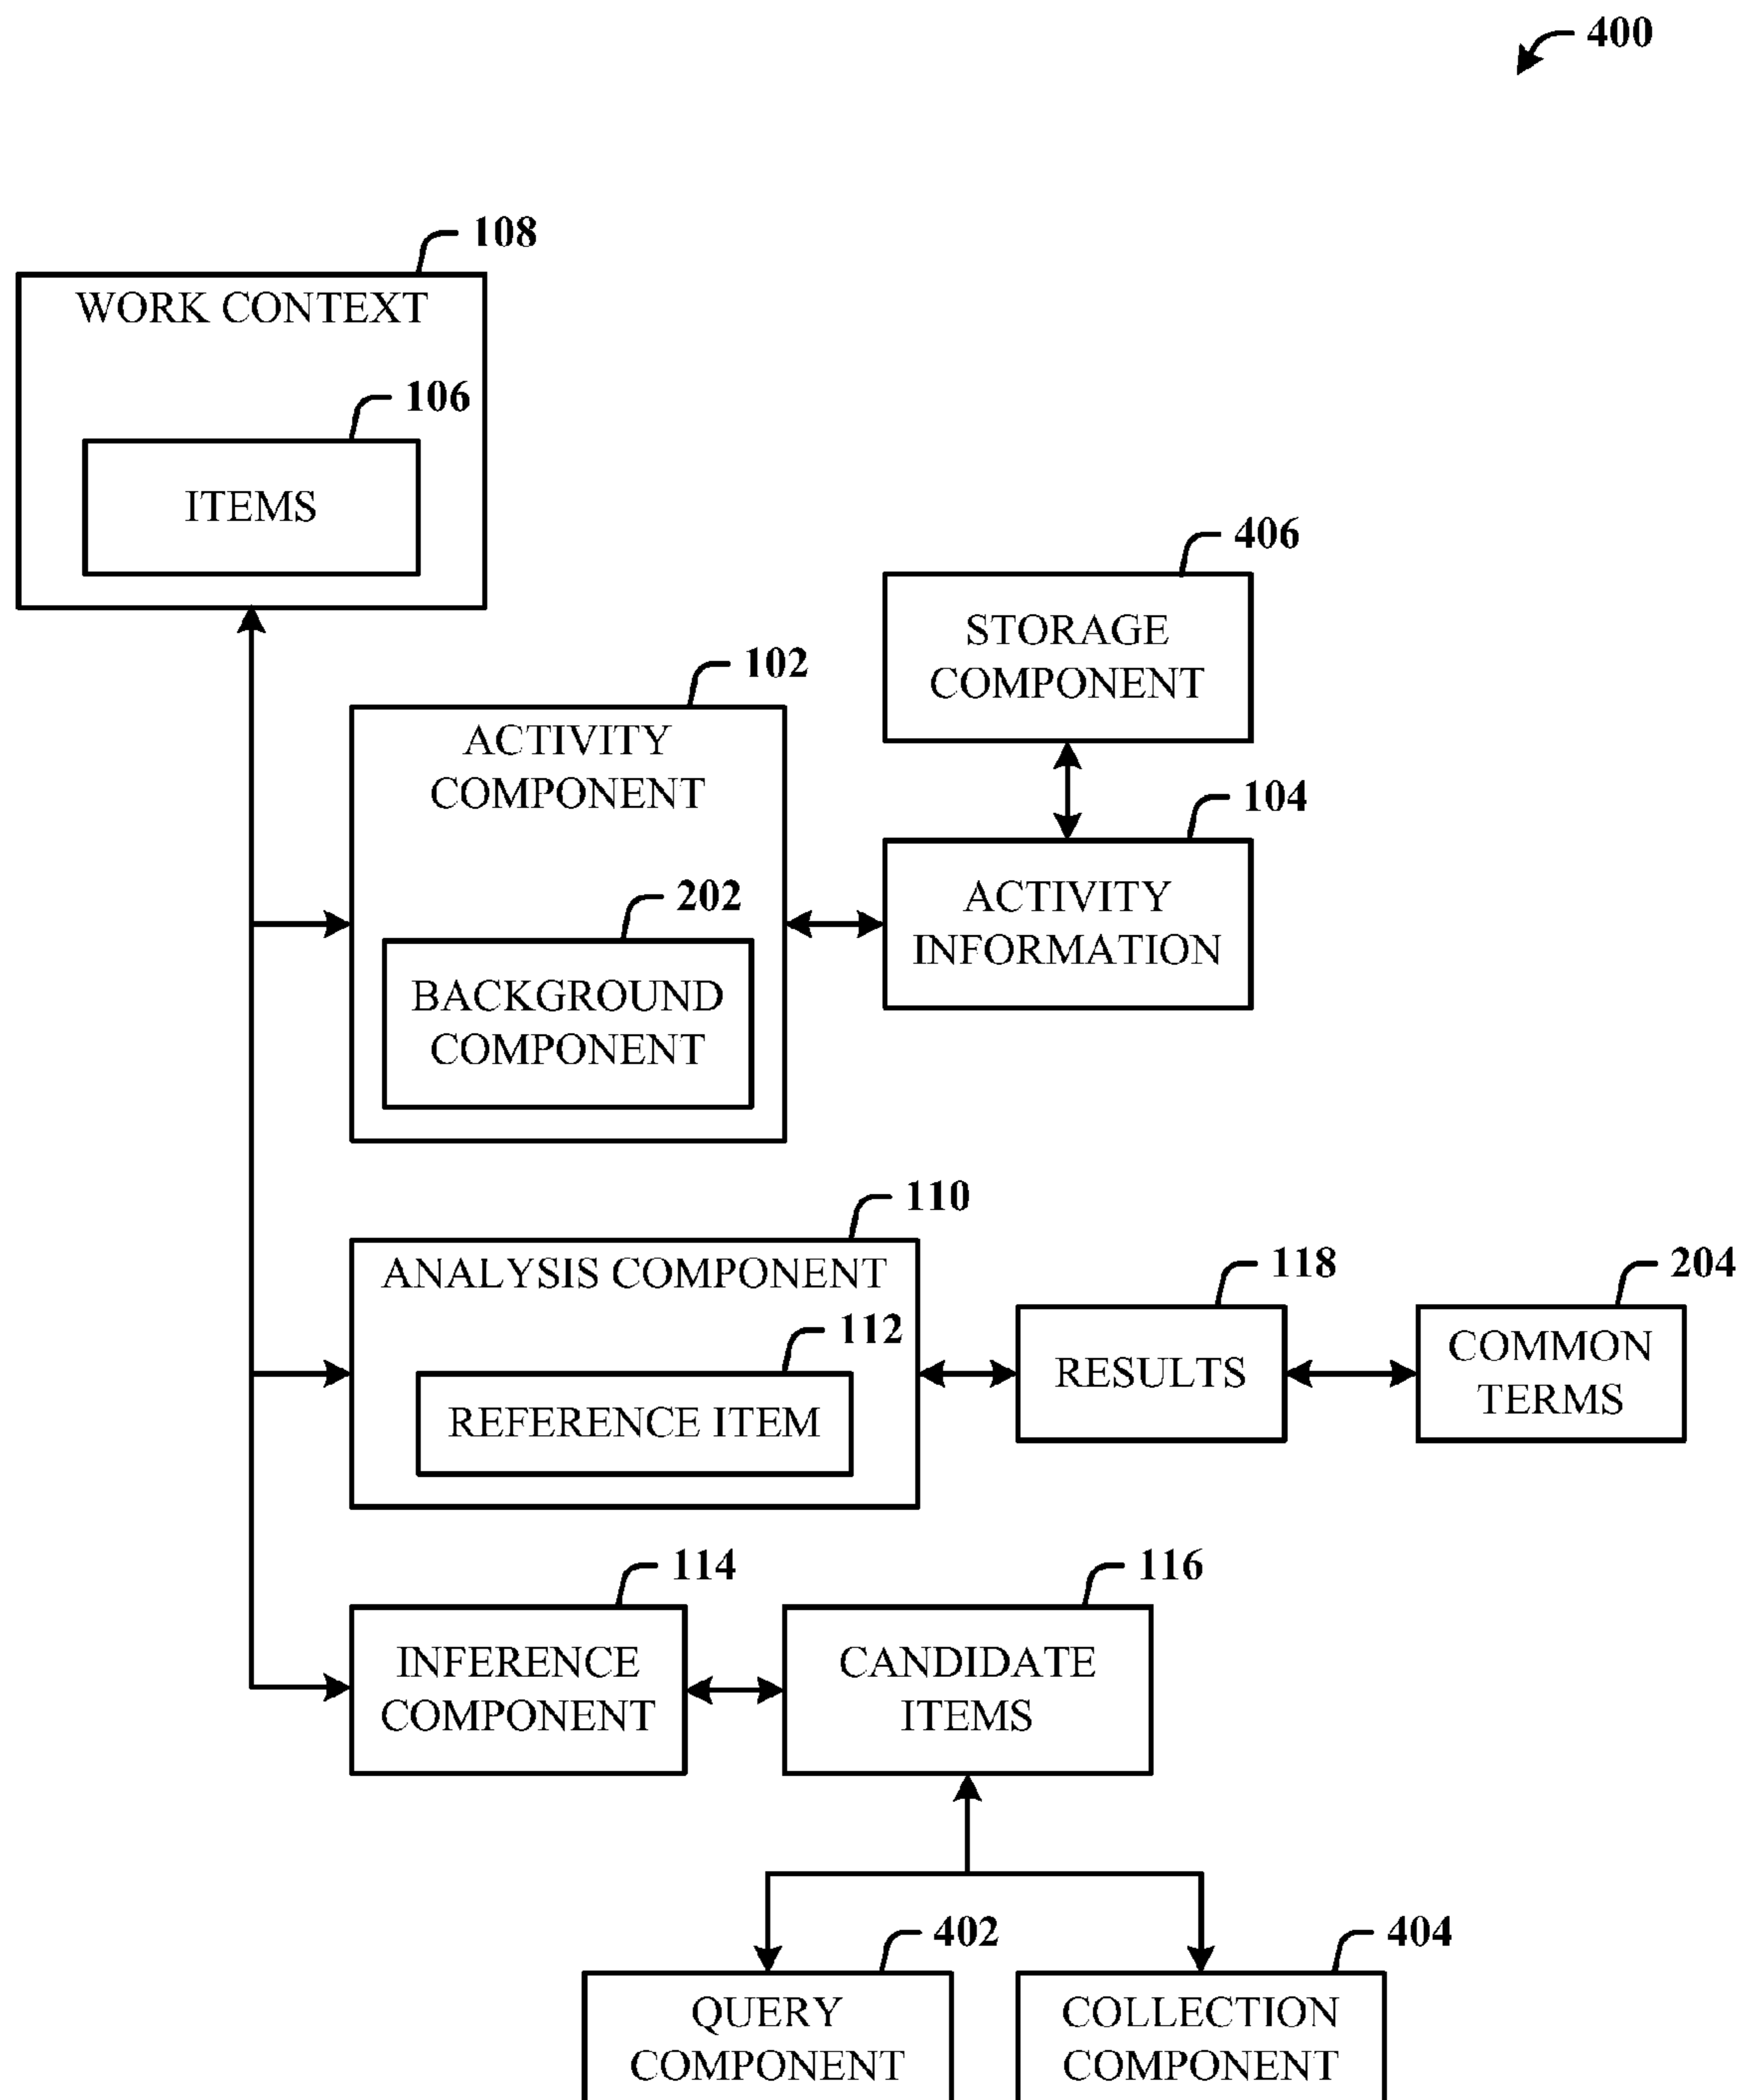 400
108
WORK CONTEXT
106
ITEMS
406
STORAGE
COMPONENT
102
ACTIVITY
COMPONENT
104
ACTIVITY
INFORMATION
202
BACKGROUND
COMPONENT
110
ANALYSIS COMPONENT
112
REFERENCE ITEM
118
RESULTS
204
COMMON
TERMS
114
INFERENCE
COMPONENT
116
CANDIDATE
ITEMS
402
QUERY
COMPONENT
404
COLLECTION
COMPONENT